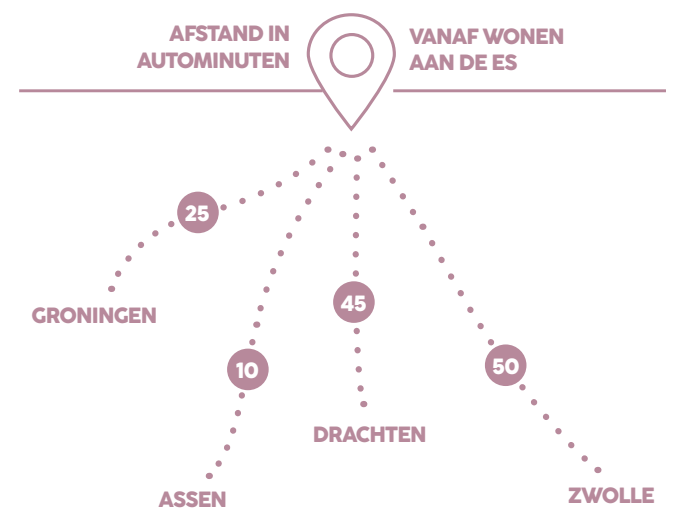 AFSTAND IN
AUTOMINUTEN
VANAF WONEN
AAN DE ES
25
GRONINGEN
10
ASSEN
45
DRACHTEN
50
ZWOLLE